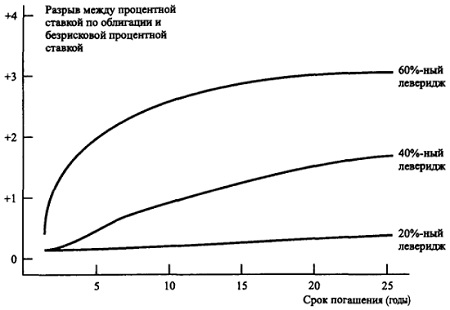 Разрыв между процентной
ставкой по облигации и
безрисковой процентной
ставкой
+4
+3
+2
+1
0
60%-ный
леверидж
40%-ный
леверидж
20%-ный
леверидж
5
10
15
20
25
Срок погашения (годы)